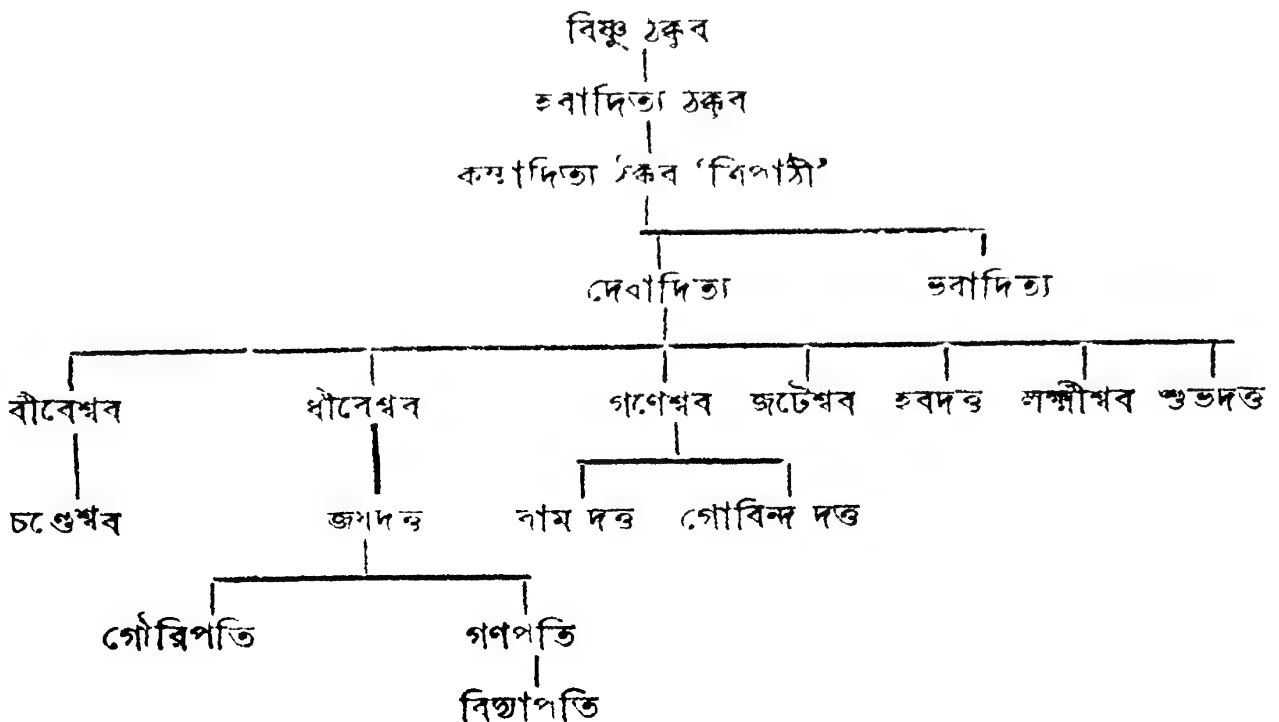 বিষ্ণু ঠক্কুর
হরাদিত্য ঠক্কুর
কর্ম্মাদিত্য ঠক্কুর ‘ত্রিপাঠী’
দেবাদিত্য ভবাদিত্য
বীরেশ্বর ধীরেশ্বর গণেশ্বর জটেশ্বর হরদত্ত লক্ষ্মীশ্বর শুভদত্ত
চণ্ডেশ্বর জয়দত্ত রাম দত্ত গোবিন্দ দত্ত
গৌরিপতি গণপতি
বিদ্যাপতি